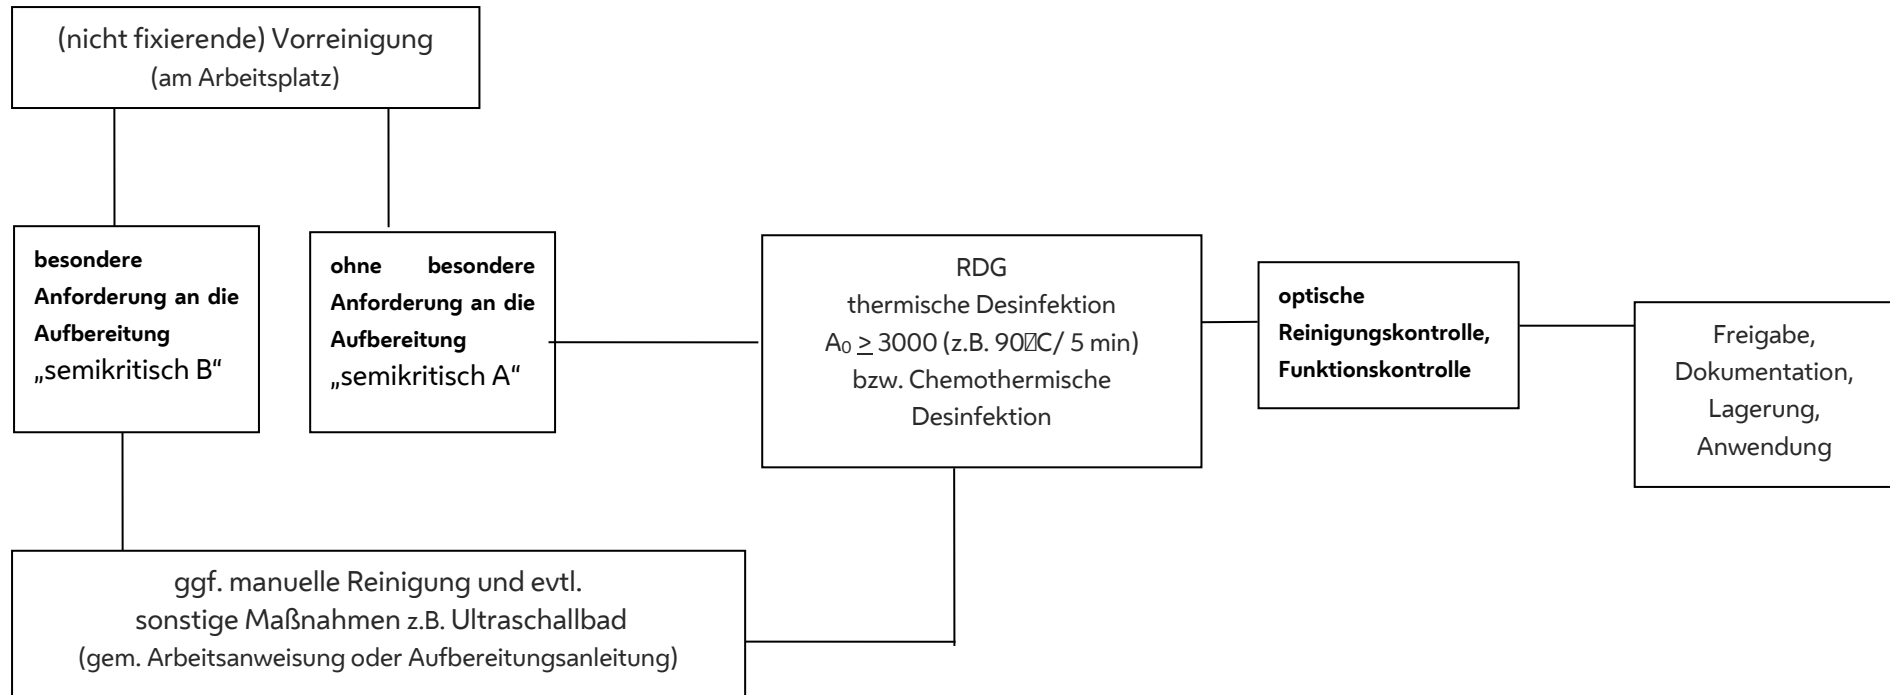 (nicht fixierende) Vorreinigung
(am Arbeitsplatz)
besondere
Anforderung an die
Aufbereitung
„semikritisch B“
ohne besondere
Anforderung an die
Aufbereitung
„semikritisch A“
RDG
thermische Desinfektion
A₀ ≥ 3000 (z.B. 90▯C/ 5 min)
bzw. Chemothermische
Desinfektion
optische
Reinigungskontrolle,
Funktionskontrolle
Freigabe,
Dokumentation,
Lagerung,
Anwendung
ggf. manuelle Reinigung und evtl.
sonstige Maßnahmen z.B. Ultraschallbad
(gem. Arbeitsanweisung oder Aufbereitungsanleitung)